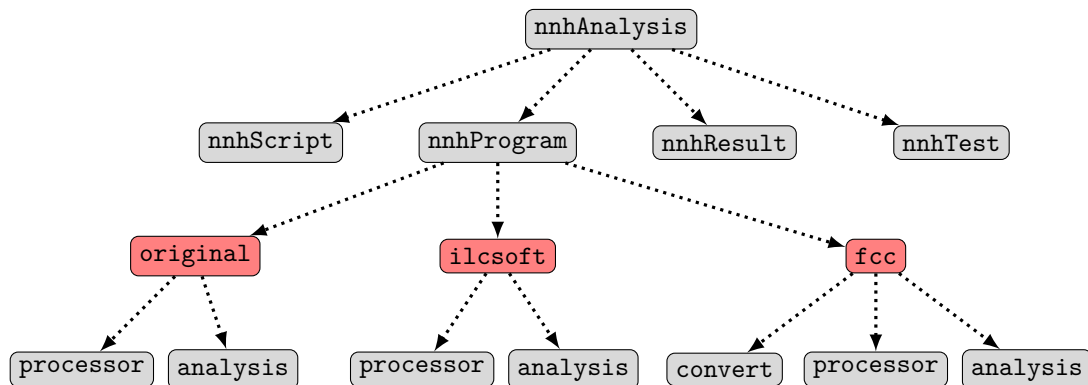 nnhAnalysis
nnhScript
nnhProgram
nnhResult
nnhTest
original
ilcsoft
fcc
processor
analysis
processor
analysis
convert
processor
analysis